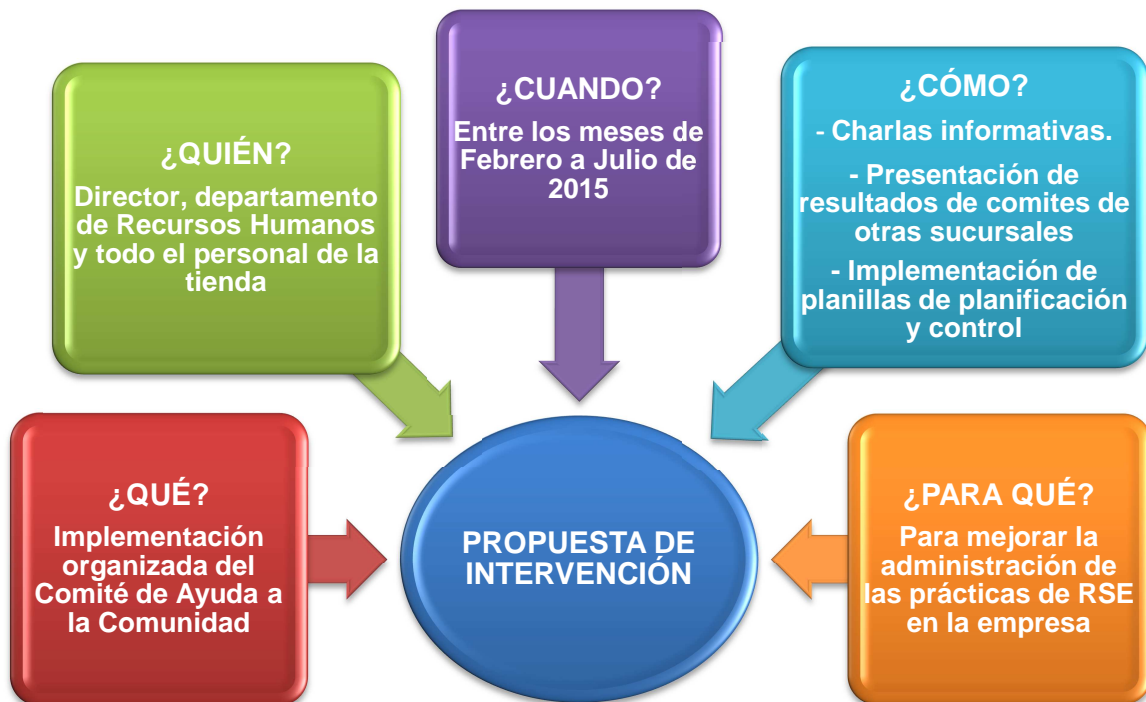 ¿QUÉ?
Implementación
organizada del
Comité de Ayuda a
la Comunidad
¿QUIÉN?
Director, departamento
de Recursos Humanos
y todo el personal de la
tienda
¿CUANDO?
Entre los meses de
Febrero a Julio de
2015
¿CÓMO?
- Charlas informativas.
- Presentación de
resultados de comites de
otras sucursales
- Implementación de
planillas de planificación
y control
¿PARA QUÉ?
Para mejorar la
administración de
las prácticas de RSE
en la empresa
PROPUESTA DE
INTERVENCIÓN